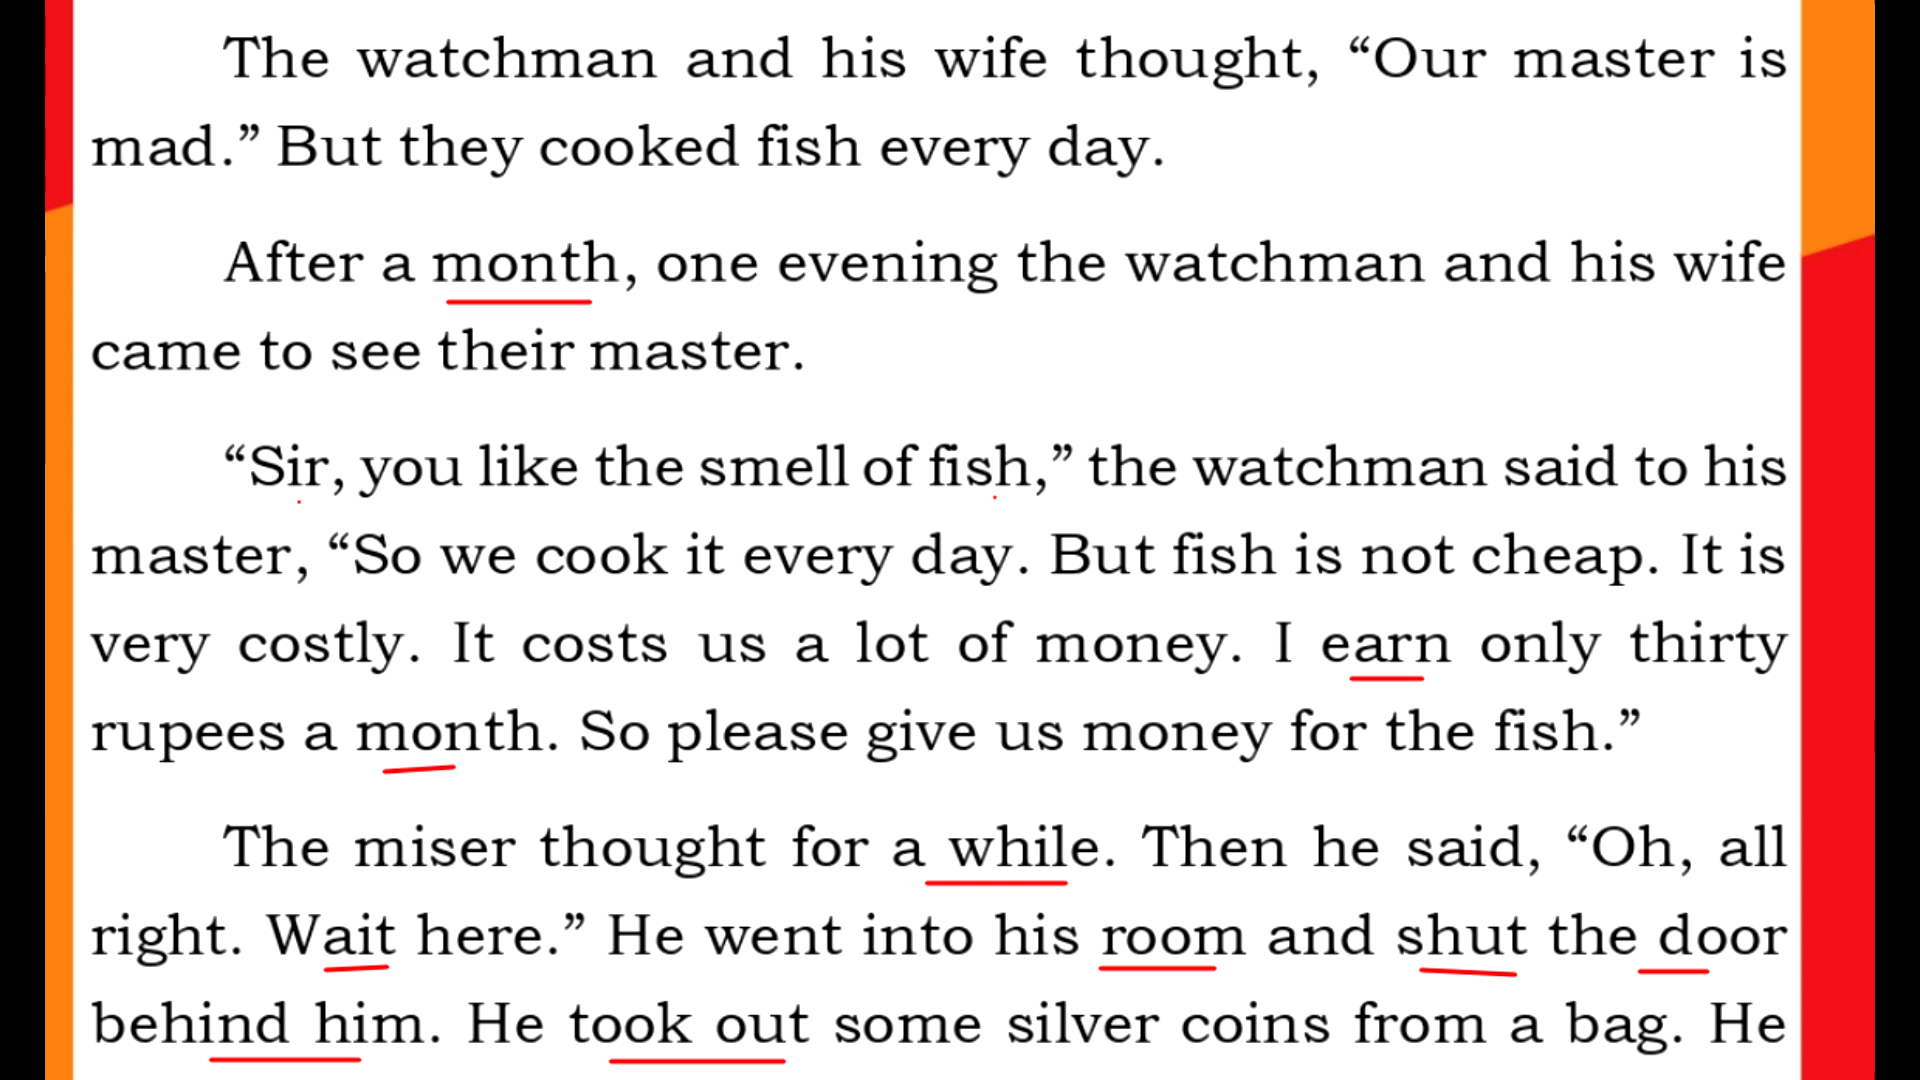 The watchman and his wife thought, “Our master is
mad.” But they cooked fish every day.
After a month, one evening the watchman and his wife
came to see their master.
“Sir, you like the smell of fish,” the watchman said to his
master, “So we cook it every day. But fish is not cheap. It is
very costly. It costs us a lot of money. I earn only thirty
rupees a month. So please give us money for the fish.”
The miser thought for a while. Then he said, “Oh, all
right. Wait here.” He went into his room and shut the door
behind him. He took out some silver coins from a bag. He